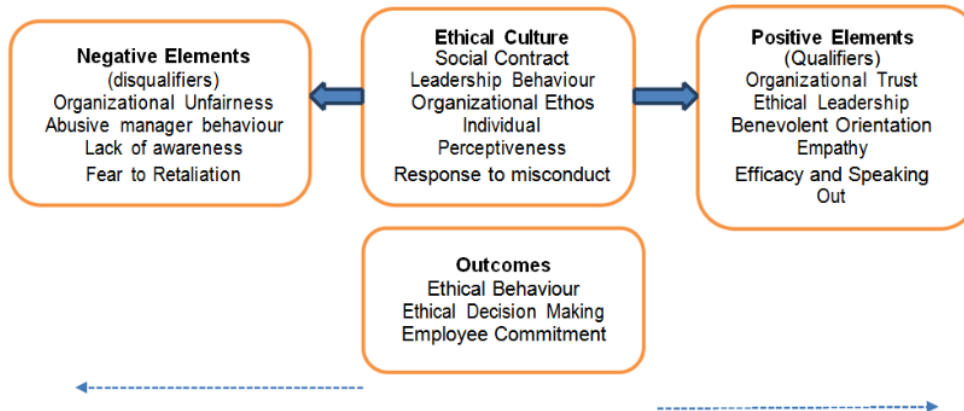 Negative Elements
(disqualifiers)
Organizational Unfairness
Abusive manager behaviour
Lack of awareness
Fear to Retaliation
Ethical Culture
Social Contract
Leadership Behaviour
Organizational Ethos
Individual
Perceptiveness
Response to misconduct
Positive Elements
(Qualifiers)
Organizational Trust
Ethical Leadership
Benevolent Orientation
Empathy
Efficacy and Speaking
Out
Outcomes
Ethical Behaviour
Ethical Decision Making
Employee Commitment